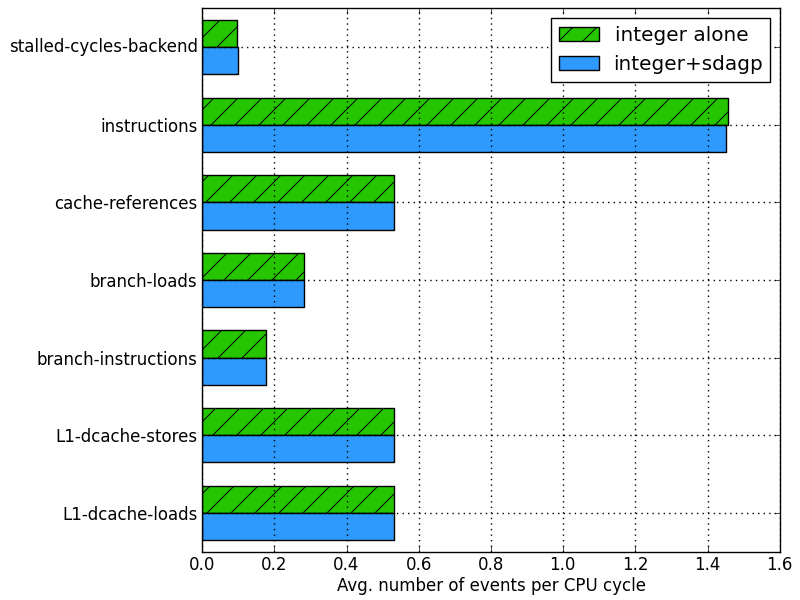 integer alone
integer+sdagp
stalled-cycles-backend
instructions
cache-references
branch-loads
branch-instructions
L1-dcache-stores
L1-dcache-loads
0.0 0.2 0.4 0.6 0.8 1.0 1.2 1.4 1.6
Avg. number of events per CPU cycle